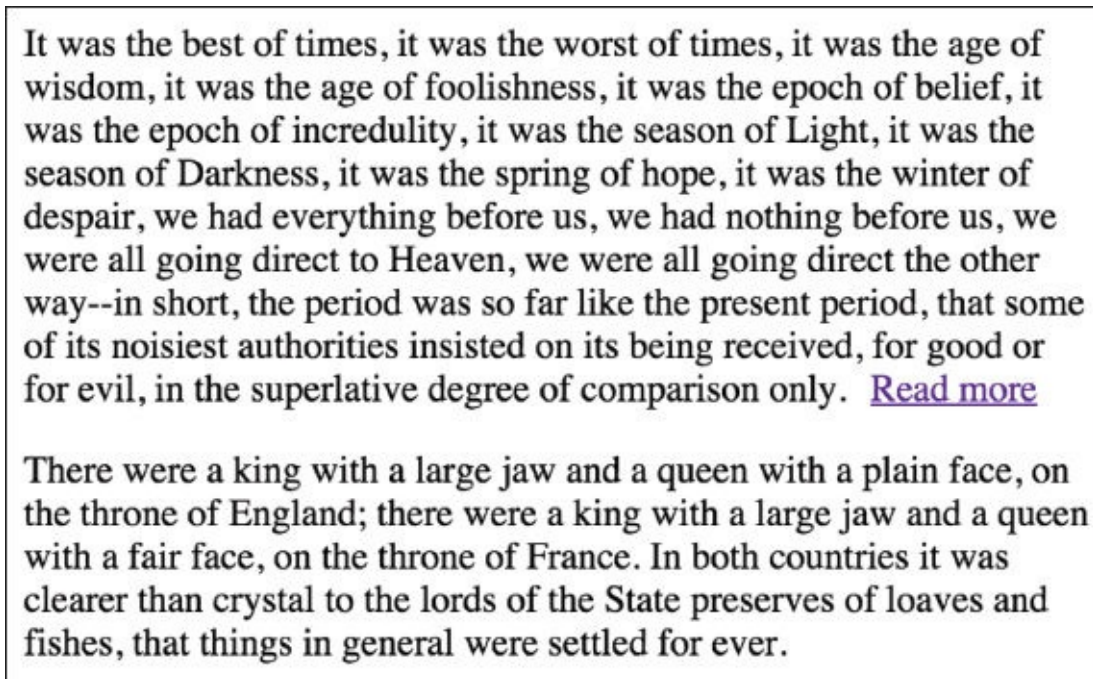 It was the best of times, it was the worst of times, it was the age of
wisdom, it was the age of foolishness, it was the epoch of belief, it
was the epoch of incredulity, it was the season of Light, it was the
season of Darkness, it was the spring of hope, it was the winter of
despair, we had everything before us, we had nothing before us, we
were all going direct to Heaven, we were all going direct the other
way--in short, the period was so far like the present period, that some
of its noisiest authorities insisted on its being received, for good or
for evil, in the superlative degree of comparison only. Read more
There were a king with a large jaw and a queen with a plain face, on
the throne of England; there were a king with a large jaw and a queen
with a fair face, on the throne of France. In both countries it was
clearer than crystal to the lords of the State preserves of loaves and
fishes, that things in general were settled for ever.